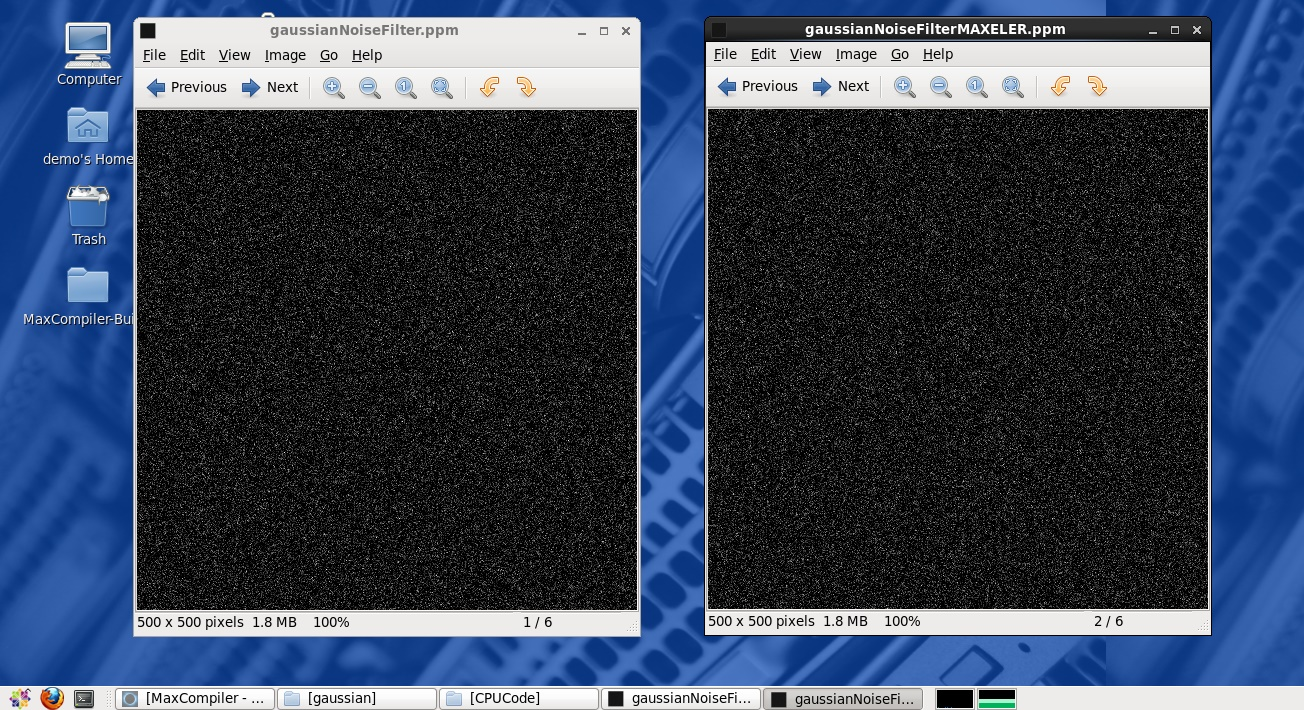 Computer
demo's Home
Trash
MaxCompiler-Bui
gaussianNoiseFilter.ppm
File Edit View Image Go Help
Previous Next
500 x 500 pixels 1.8 MB 100% 1 / 6
gaussianNoiseFilterMAXELER.ppm
File Edit View Image Go Help
Previous Next
500 x 500 pixels 1.8 MB 100% 2 / 6
[MaxCompiler - ... [gaussian] [CPUCode] gaussianNoiseFi... gaussianNoiseFi...